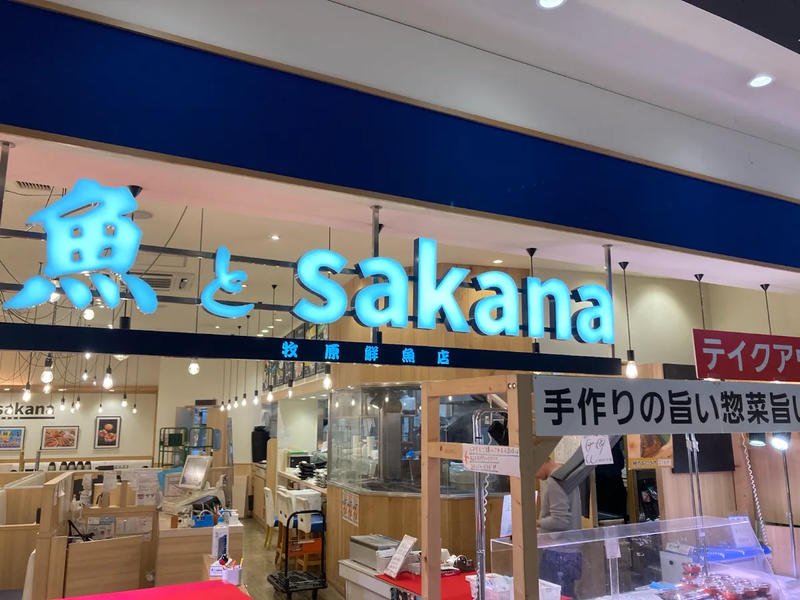 魚とsakana
牧原鮮魚店
テイクア
手作りの旨い惣菜旨い
sakana